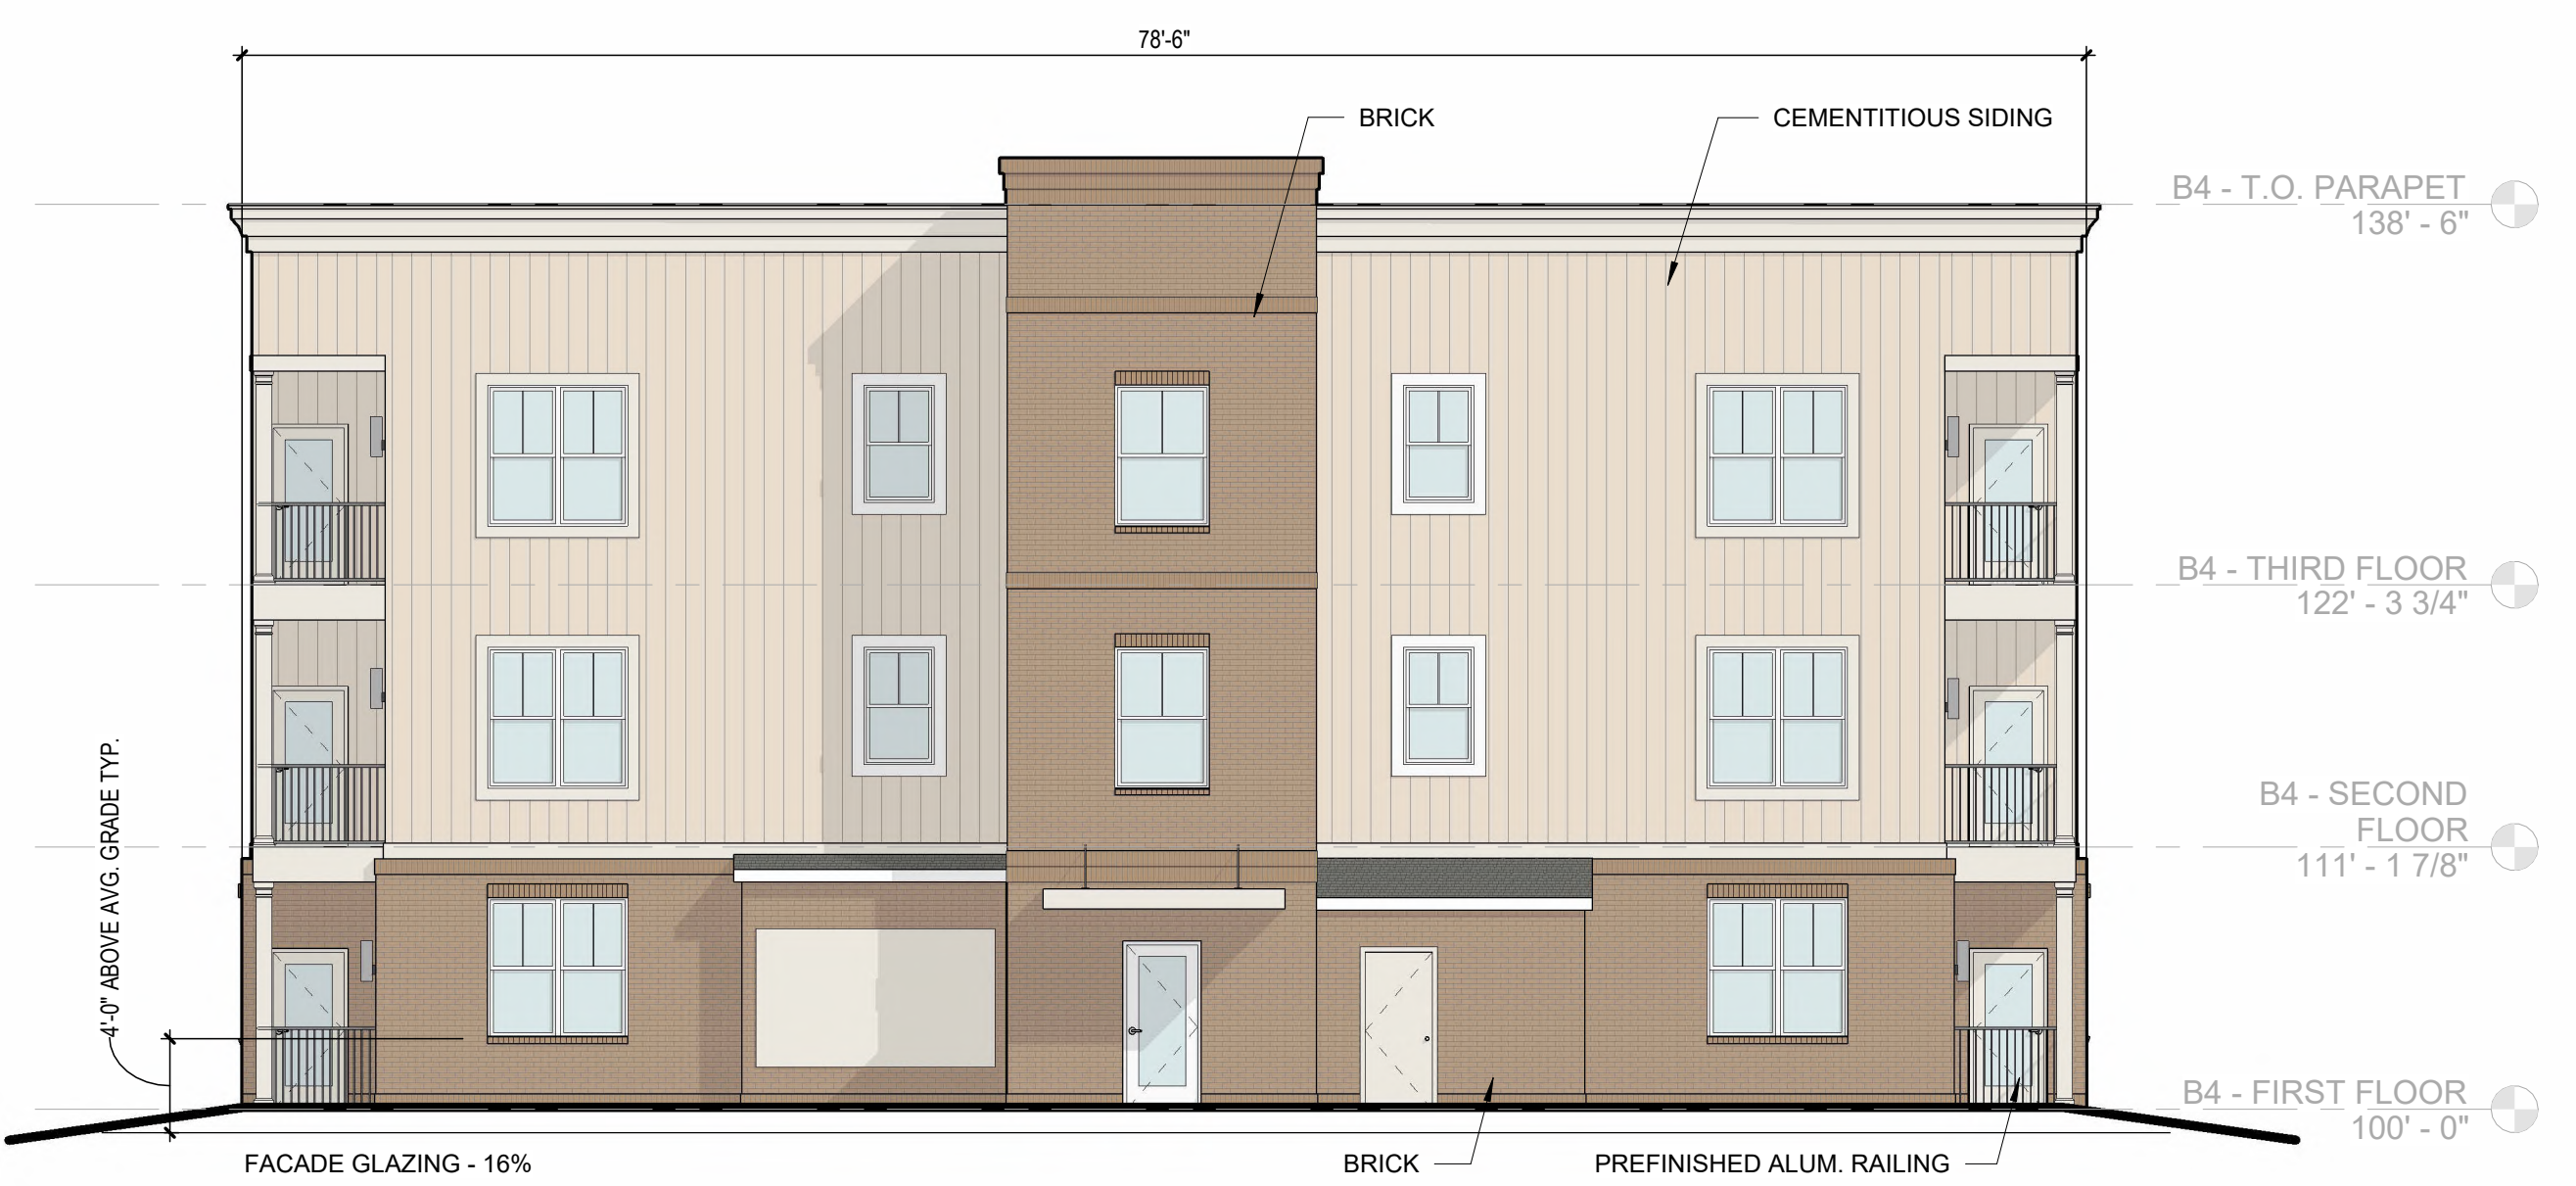 78'-6"
BRICK
CEMENTITIOUS SIDING
B4 - T.O. PARAPET
138' - 6"
B4 - THIRD FLOOR
122' - 3 3/4"
4'-0" ABOVE AVG. GRADE TYP.
B4 - SECOND
FLOOR
111' - 1 7/8"
B4 - FIRST FLOOR
100' - 0"
FACADE GLAZING - 16%
BRICK
PREFINISHED ALUM. RAILING